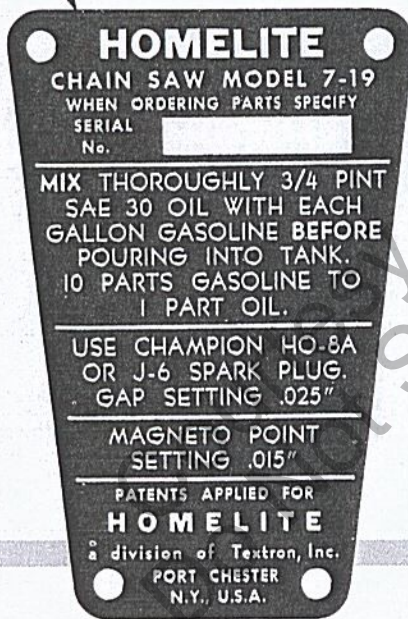 HOMELITE
CHAIN SAW MODEL 7-19
WHEN ORDERING PARTS SPECIFY
SERIAL
No.
MIX THOROUGHLY 3/4 PINT
SAE 30 OIL WITH EACH
GALLON GASOLINE BEFORE
POURING INTO TANK.
10 PARTS GASOLINE TO
1 PART OIL.
USE CHAMPION HO-8A
OR J-6 SPARK PLUG.
GAP SETTING .025"
MAGNETO POINT
SETTING .015"
PATENTS APPLIED FOR
HOMELITE
a division of Textron, Inc.
PORT CHESTER
N.Y., U.S.A.